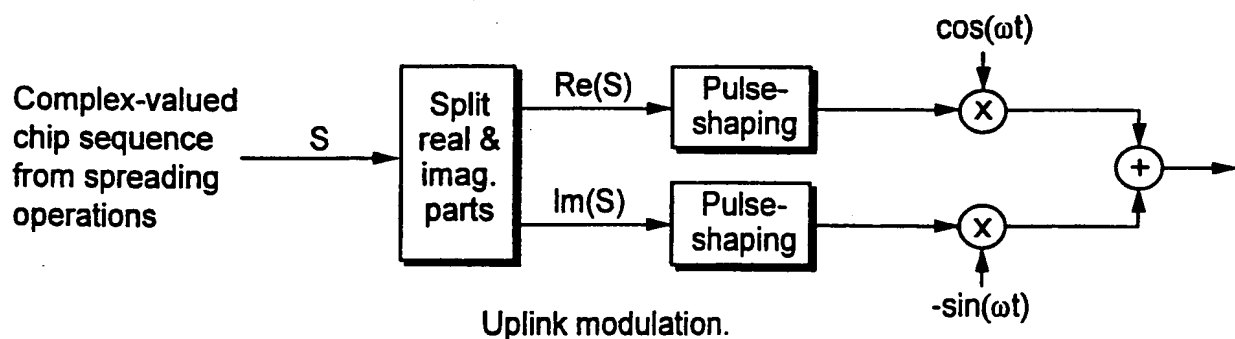 cos(ωt)
Complex-valued
chip sequence
from spreading
operations
S
Split
real &
imag.
parts
Re(S)
Pulse-
shaping
X
Im(S)
Pulse-
shaping
X
+
-sin(ωt)
Uplink modulation.